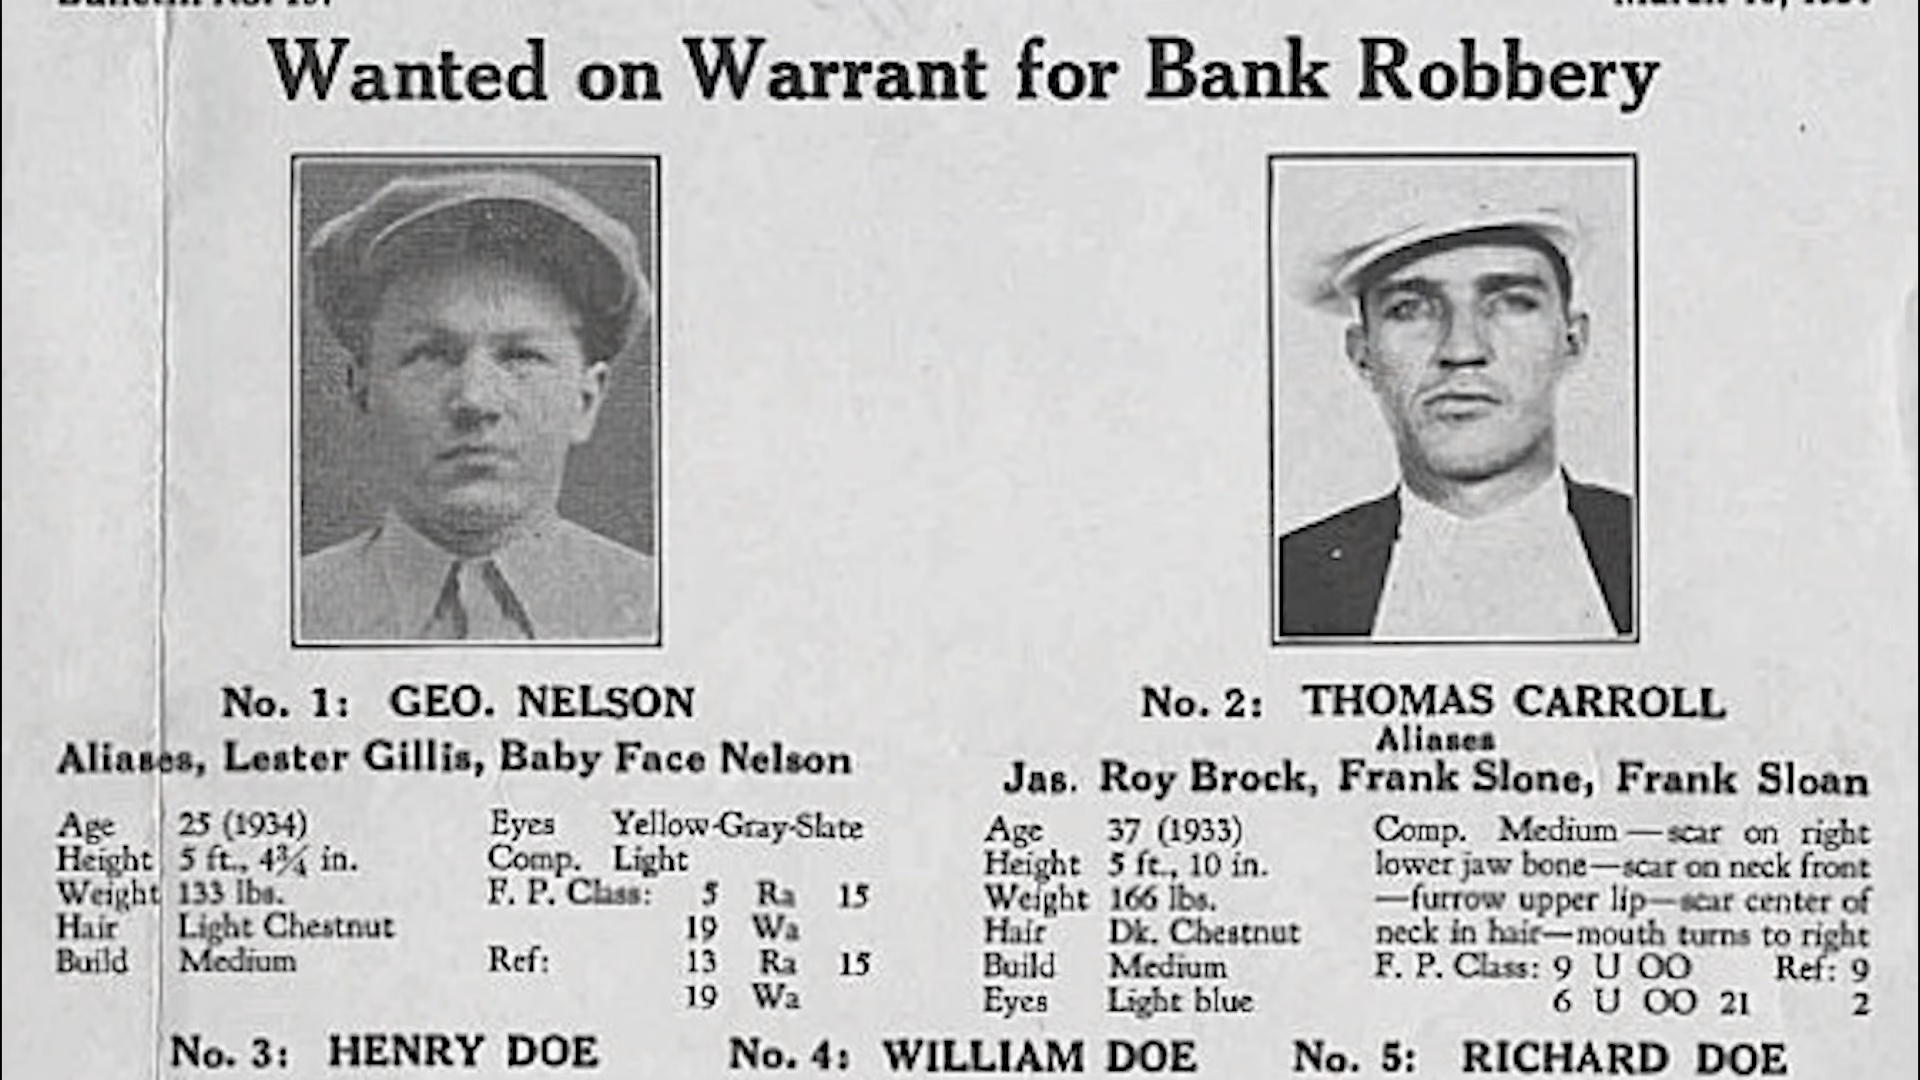 Wanted on Warrant for Bank Robbery
No. 1: GEO. NELSON
Aliases, Lester Gillis, Baby Face Nelson
Age 25 (1934) Eyes Yellow-Gray-Slate
Height 5 ft., 4¾ in. Comp. Light
Weight 133 lbs. F. P. Class: 5 Ra 15
Hair Light Chestnut 19 Wa
Build Medium Ref: 13 Ra 15
19 Wa
No. 2: THOMAS CARROLL
Aliases
Jas. Roy Brock, Frank Slone, Frank Sloan
Age 37 (1933)
Height 5 ft., 10 in.
Weight 166 lbs.
Hair Dk. Chestnut
Build Medium
Eyes Light blue
Comp. Medium—scar on right
lower jaw bone—scar on neck front
—furrow upper lip—scar center of
neck in hair—mouth turns to right
F. P. Class: 9 U OO Ref: 9
6 U OO 21 2
No. 3: HENRY DOE No. 4: WILLIAM DOE No. 5: RICHARD DOE